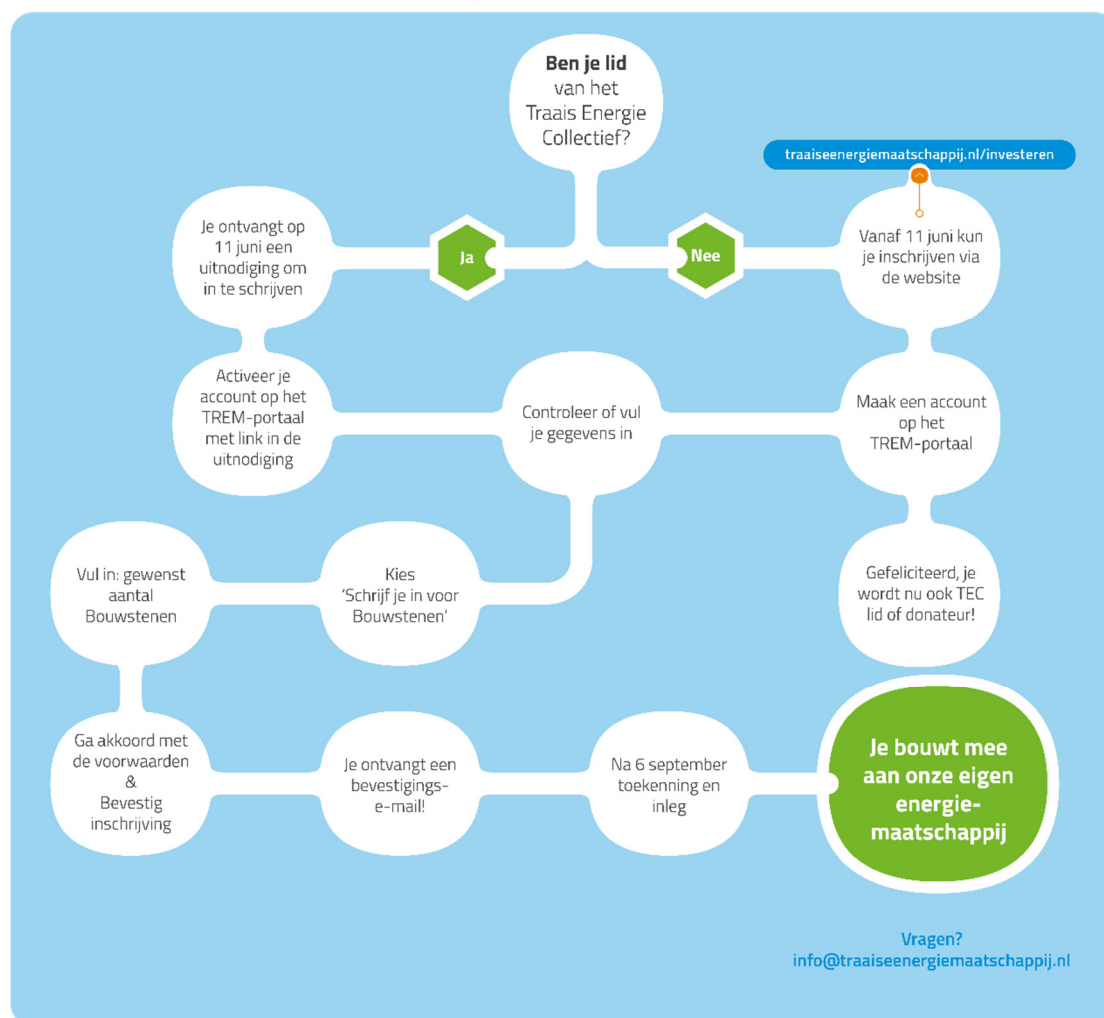 Ben je lid
van het
Traais Energie
Collectief?
traaiseenergiemaatschappij.nl/investeren
Je ontvangt op
11 juni een
uitnodiging om
in te schrijven
Ja
Nee
Vanaf 11 juni kun
je inschrijven via
de website
Activeer je
account op het
TREM-portaal
met link in de
uitnodiging
Controleer of vul
je gegevens in
Maak een account
op het
TREM-portaal
Vul in: gewenst
aantal
Bouwstenen
Kies
‘Schrijf je in voor
Bouwstenen’
Gefeliciteerd, je
wordt nu ook TEC
lid of donateur!
Ga akkoord met
de voorwaarden
&
Bevestig
inschrijving
Je ontvangt een
bevestigings-
e-mail!
Na 6 september
toekenning en
inleg
Je bouwt mee
aan onze eigen
energie-
maatschappij
Vragen?
info@traaiseenergiemaatschappij.nl